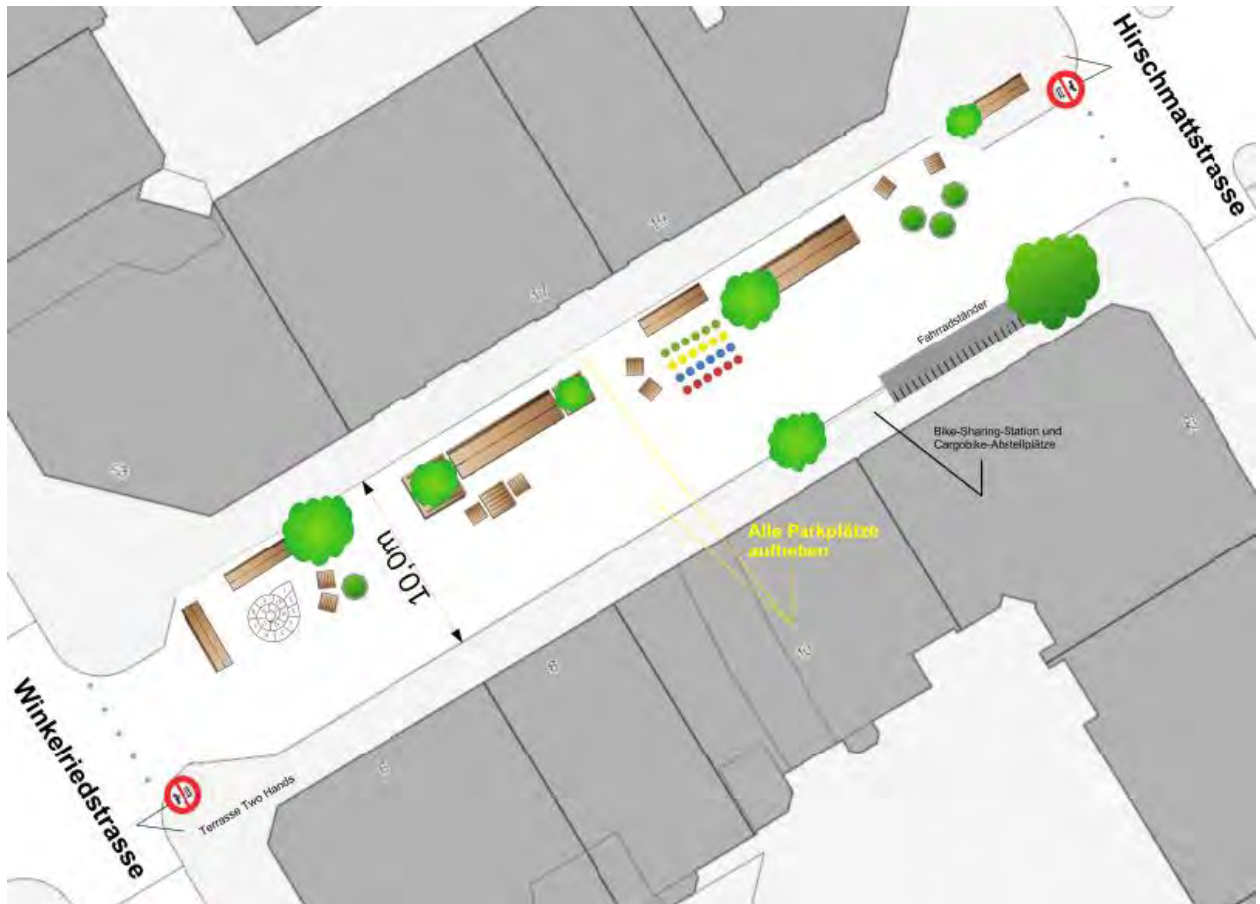 Hirschmattstrasse
Fahrradständer
Bike-Sharing-Station und
Cargobike-Abstellplätze
Alle Parkplätze
aufheben
10,0m
Winkelriedstrasse
Terrasse Two Hands